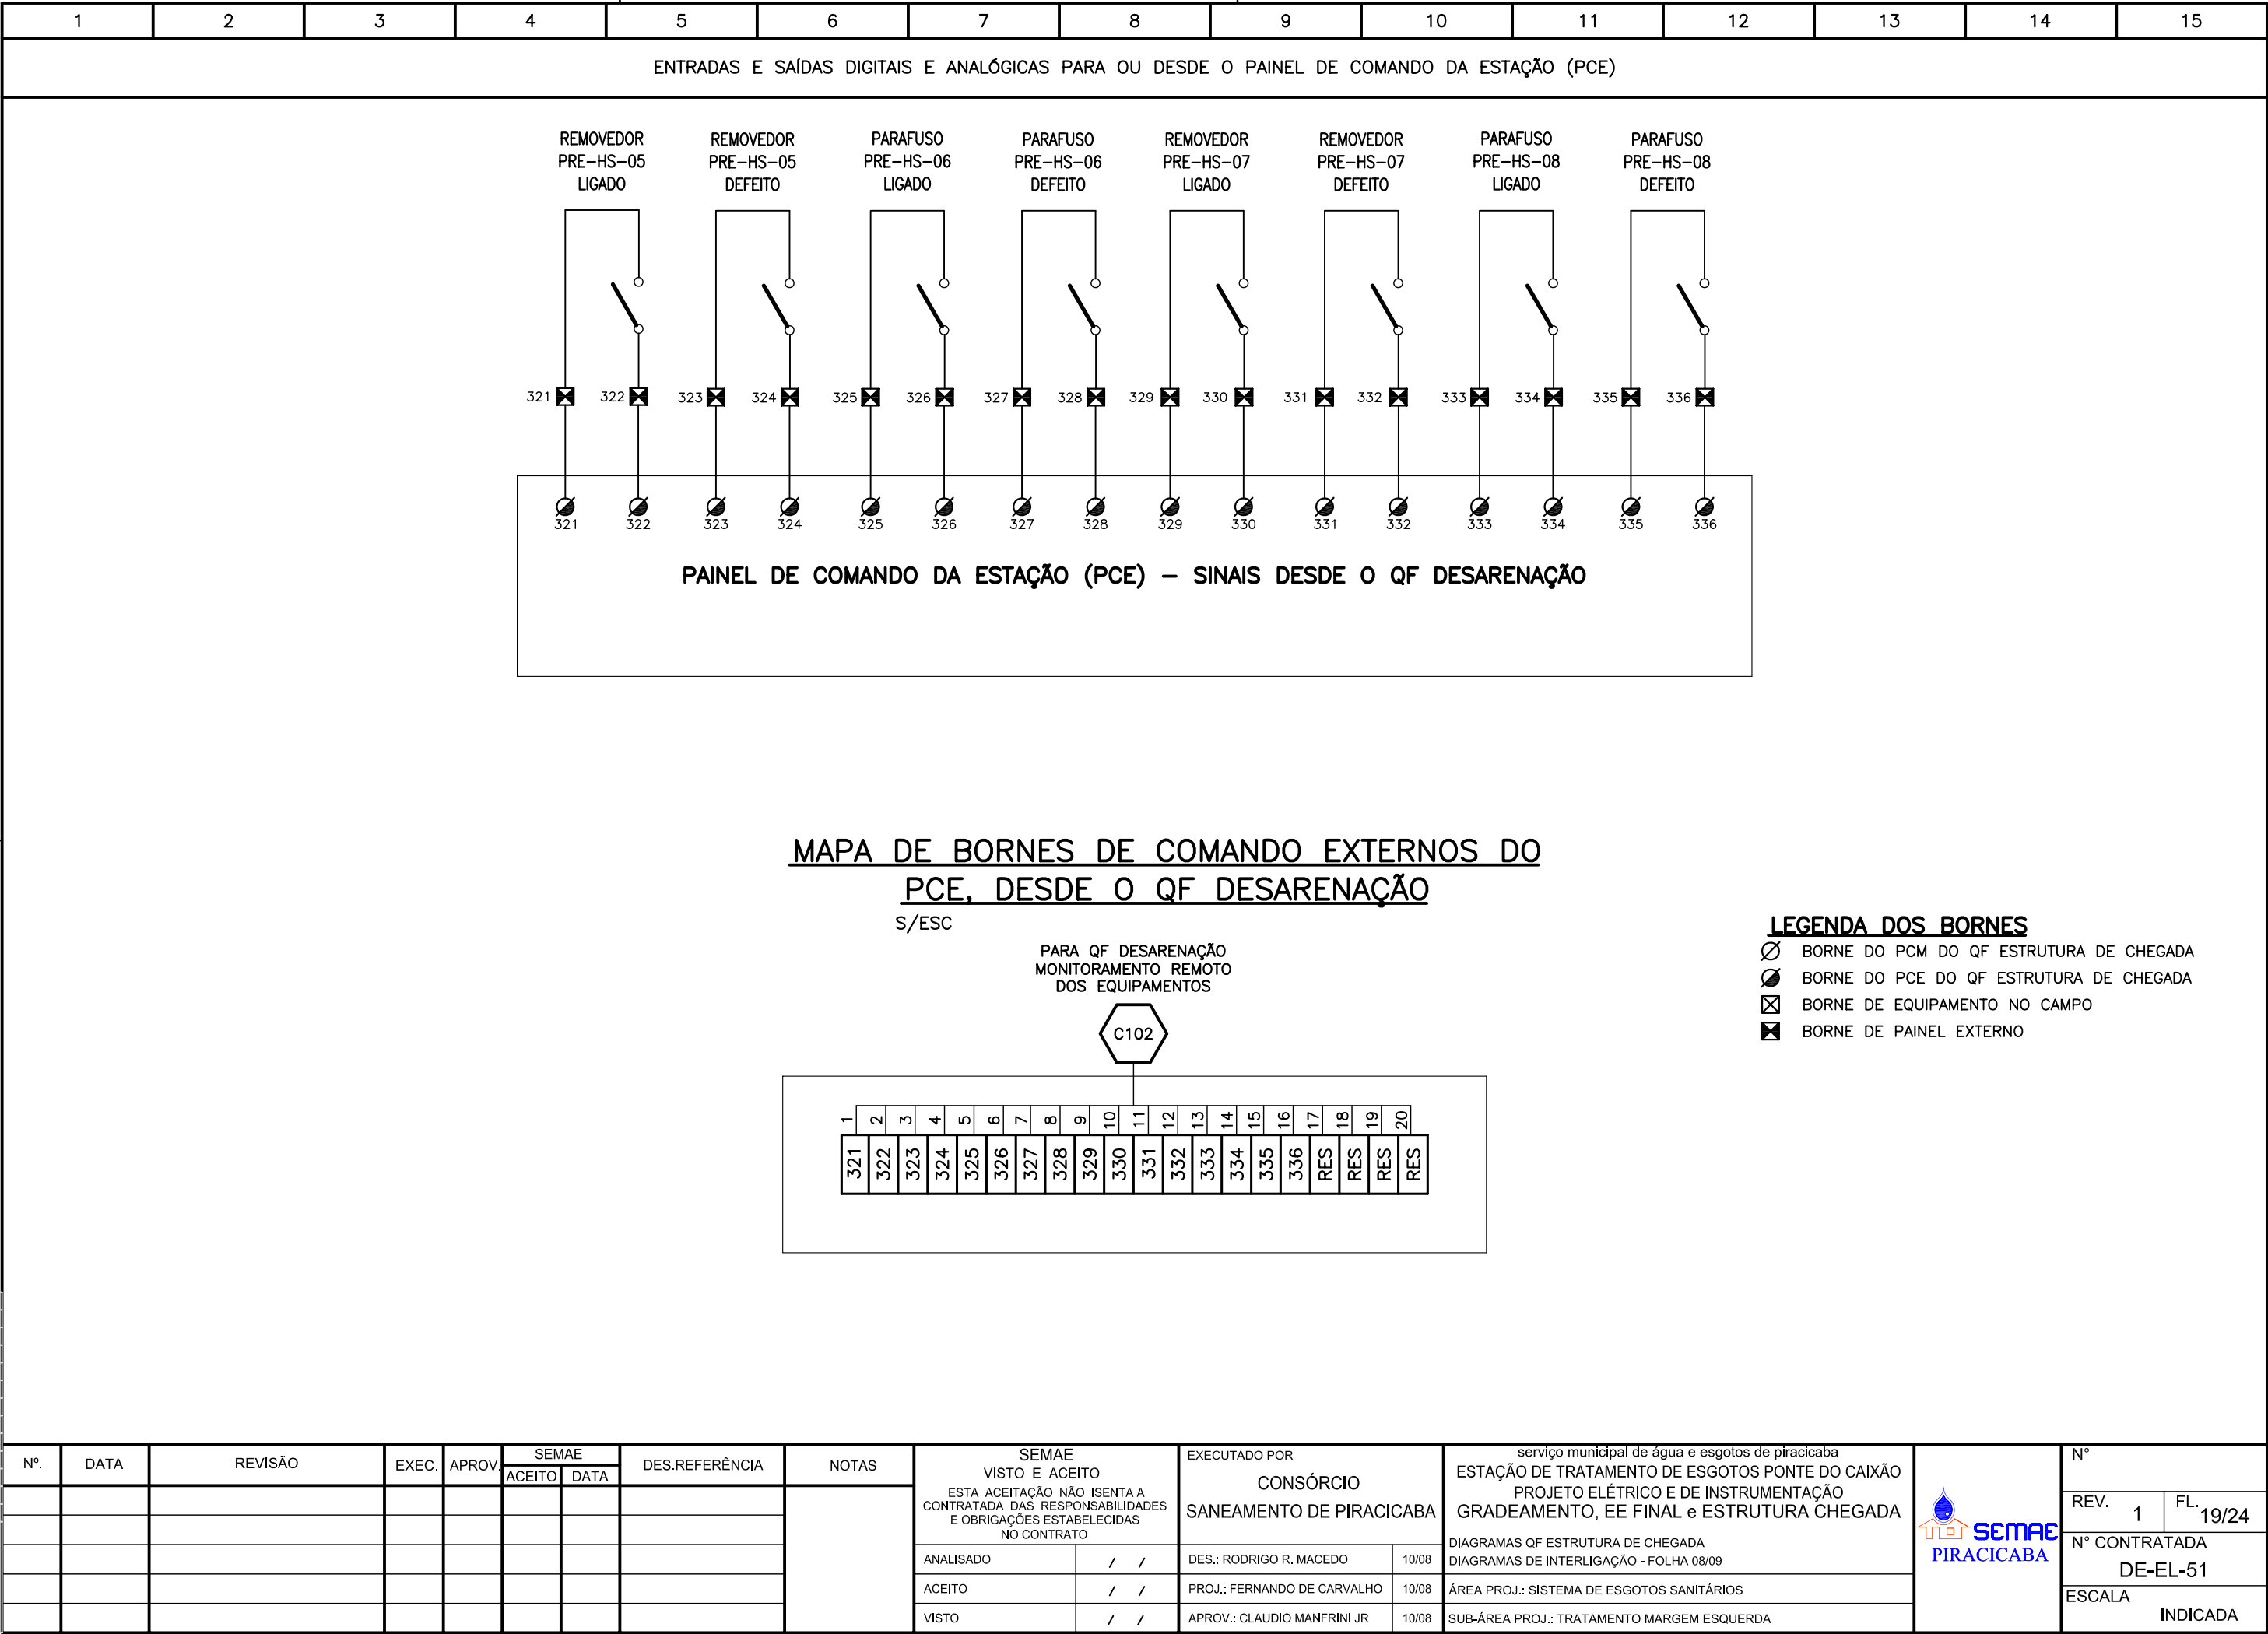 1 2 3 4 5 6 7 8 9 10 11 12 13 14 15
ENTRADAS E SAÍDAS DIGITAIS E ANALÓGICAS PARA OU DESDE O PAINEL DE COMANDO DA ESTAÇÃO (PCE)
REMOVEDOR
PRE-HS-05
LIGADO
REMOVEDOR
PRE-HS-05
DEFEITO
PARAFUSO
PRE-HS-06
LIGADO
PARAFUSO
PRE-HS-06
DEFEITO
REMOVEDOR
PRE-HS-07
LIGADO
REMOVEDOR
PRE-HS-07
DEFEITO
PARAFUSO
PRE-HS-08
LIGADO
PARAFUSO
PRE-HS-08
DEFEITO
321 322 323 324 325 326 327 328 329 330 331 332 333 334 335 336
321 322 323 324 325 326 327 328 329 330 331 332 333 334 335 336
PAINEL DE COMANDO DA ESTAÇÃO (PCE) – SINAIS DESDE O QF DESARENAÇÃO
MAPA DE BORNES DE COMANDO EXTERNOS DO
PCE, DESDE O QF DESARENAÇÃO
S/ESC
PARA QF DESARENAÇÃO
MONITORAMENTO REMOTO
DOS EQUIPAMENTOS
C102
1 2 3 4 5 6 7 8 9 10 11 12 13 14 15 16 17 18 19 20
321 322 323 324 325 326 327 328 329 330 331 332 333 334 335 336 RES RES RES RES
LEGENDA DOS BORNES
BORNE DO PCM DO QF ESTRUTURA DE CHEGADA
BORNE DO PCE DO QF ESTRUTURA DE CHEGADA
BORNE DE EQUIPAMENTO NO CAMPO
BORNE DE PAINEL EXTERNO
Nº. DATA REVISÃO EXEC. APROV. SEMAE DES.REFERÊNCIA NOTAS
ACEITO DATA
SEMAE
VISTO E ACEITO
ESTA ACEITAÇÃO NÃO ISENTA A
CONTRATADA DAS RESPONSABILIDADES
E OBRIGAÇÕES ESTABELECIDAS
NO CONTRATO
ANALISADO / /
ACEITO / /
VISTO / /
EXECUTADO POR
CONSÓRCIO
SANEAMENTO DE PIRACICABA
DES.: RODRIGO R. MACEDO 10/08
PROJ.: FERNANDO DE CARVALHO 10/08
APROV.: CLAUDIO MANFRINI JR 10/08
serviço municipal de água e esgotos de piracicaba
ESTAÇÃO DE TRATAMENTO DE ESGOTOS PONTE DO CAIXÃO
PROJETO ELÉTRICO E DE INSTRUMENTAÇÃO
GRADEAMENTO, EE FINAL e ESTRUTURA CHEGADA
DIAGRAMAS QF ESTRUTURA DE CHEGADA
DIAGRAMAS DE INTERLIGAÇÃO - FOLHA 08/09
ÁREA PROJ.: SISTEMA DE ESGOTOS SANITÁRIOS
SUB-ÁREA PROJ.: TRATAMENTO MARGEM ESQUERDA
SEMAE
PIRACICABA
N°
REV. 1 FL. 19/24
N° CONTRATADA
DE-EL-51
ESCALA
INDICADA